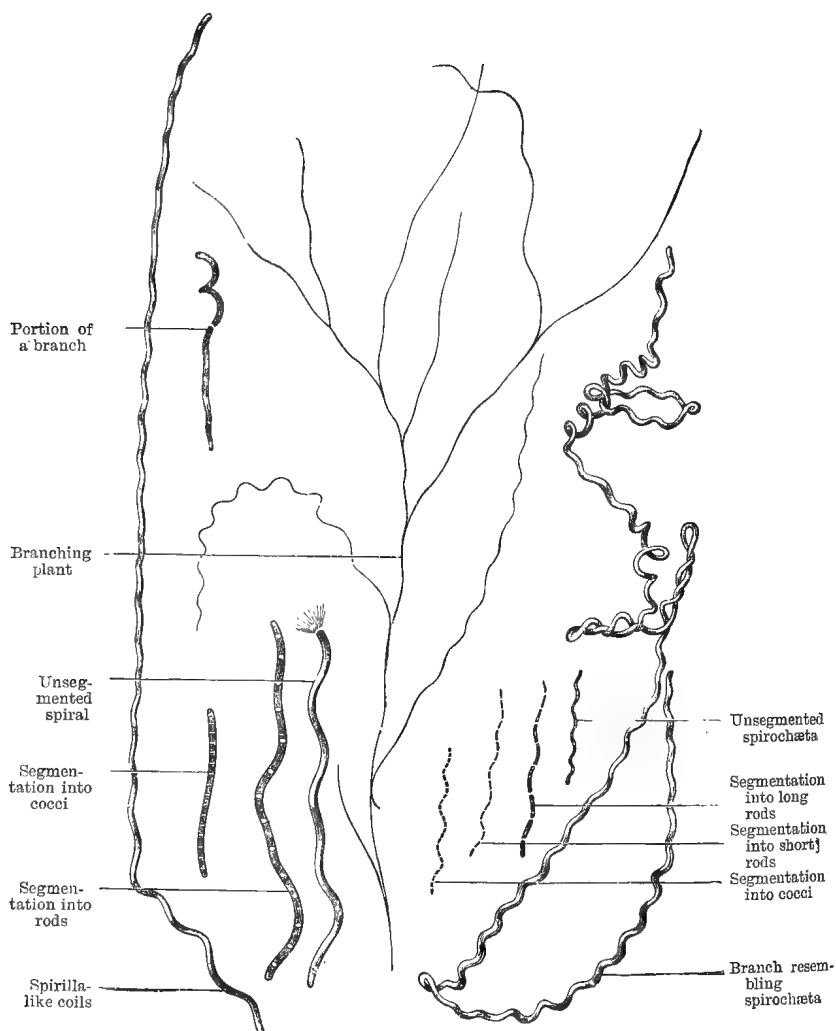 Portion of
a branch
Branching
plant
Unseg-
mented
spiral
Segmen-
tation into
cocci
Segmen-
tation into
rods
Spirilla-
like coils
Unsegmented
spirochæta
Segmentation
into long
rods
Segmentation
into short
rods
Segmentation
into cocci
Branch resem-
bling
spirochæta